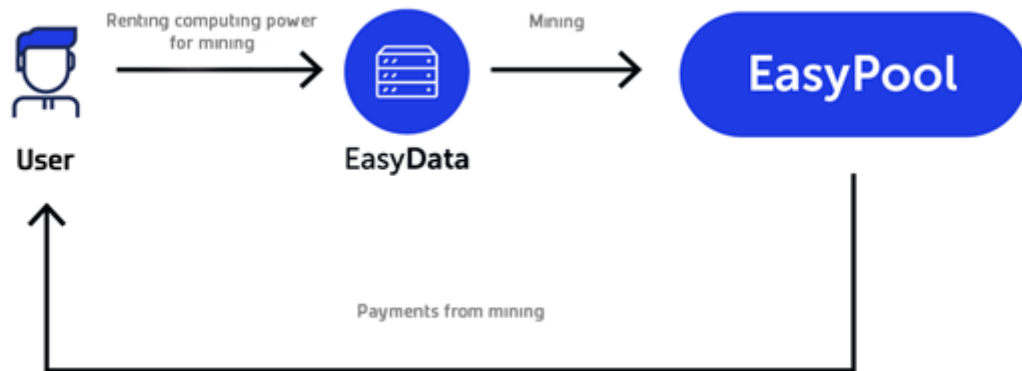 Renting computing power
for mining
Mining
EasyPool
User
EasyData
Payments from mining